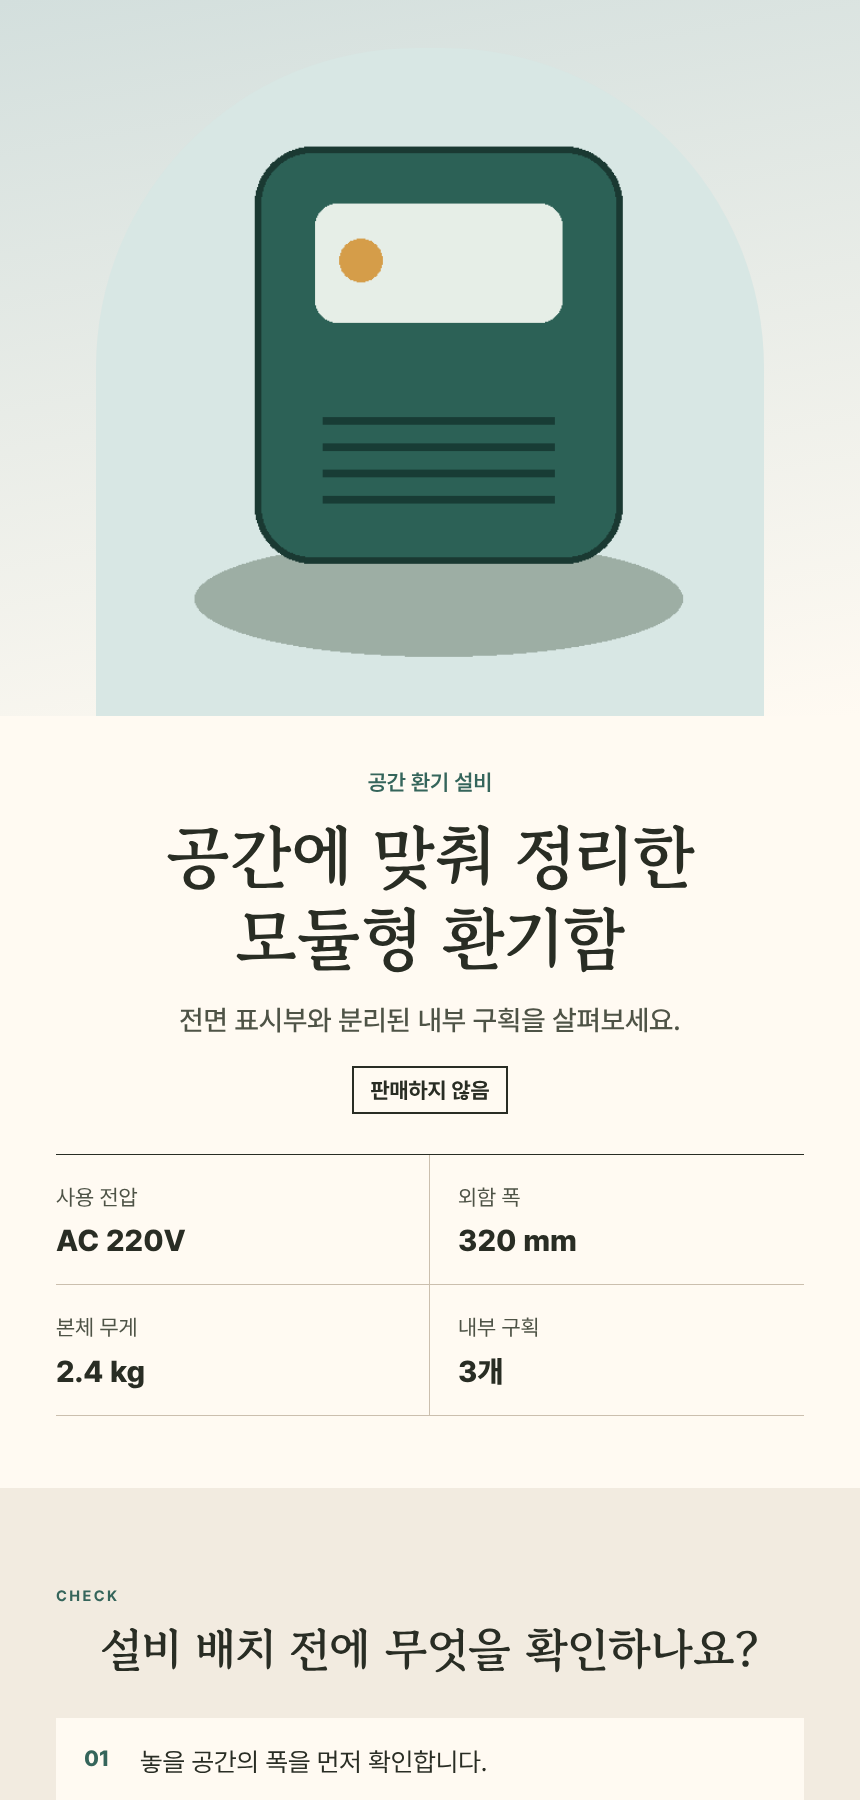 공간 환기 설비
공간에 맞춰 정리한
모듈형 환기함
전면 표시부와 분리된 내부 구획을 살펴보세요.
판매하지 않음
사용 전압
AC 220V
외함 폭
320 mm
본체 무게
2.4 kg
내부 구획
3개
CHECK
설비 배치 전에 무엇을 확인하나요?
01 놓을 공간의 폭을 먼저 확인합니다.